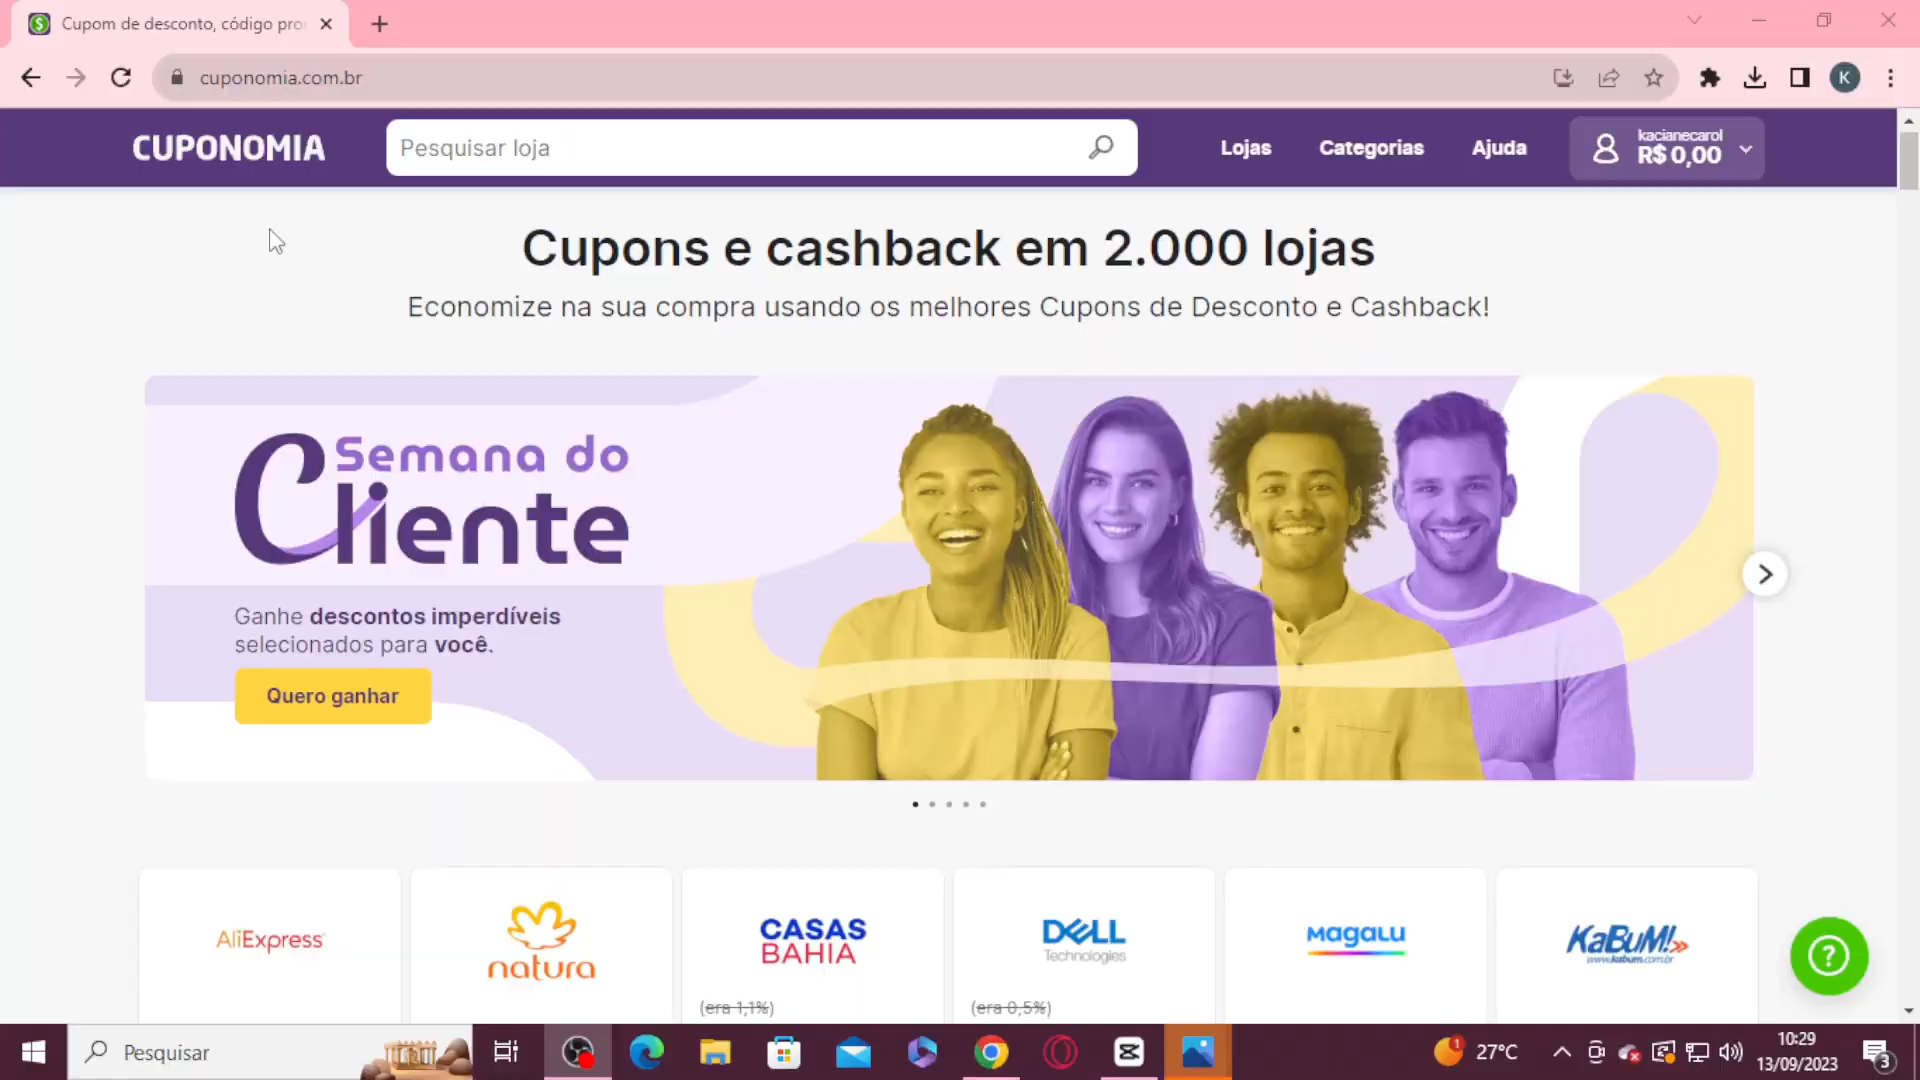 Cupom de desconto, código pro
cuponomia.com.br
K
CUPONOMIA
Pesquisar loja
Lojas
Categorias
Ajuda
kacianecarol
R$ 0,00
Cupons e cashback em 2.000 lojas
Economize na sua compra usando os melhores Cupons de Desconto e Cashback!
Semana do
Cliente
Ganhe descontos imperdíveis
selecionados para você.
Quero ganhar
AliExpress
natura
CASAS
BAHIA
(era 1,1%)
DELL
Technologies
(era 0,5%)
Magalu
KaBuM!
www.kabum.com.br
Pesquisar
1
27°C
10:29
13/09/2023
3